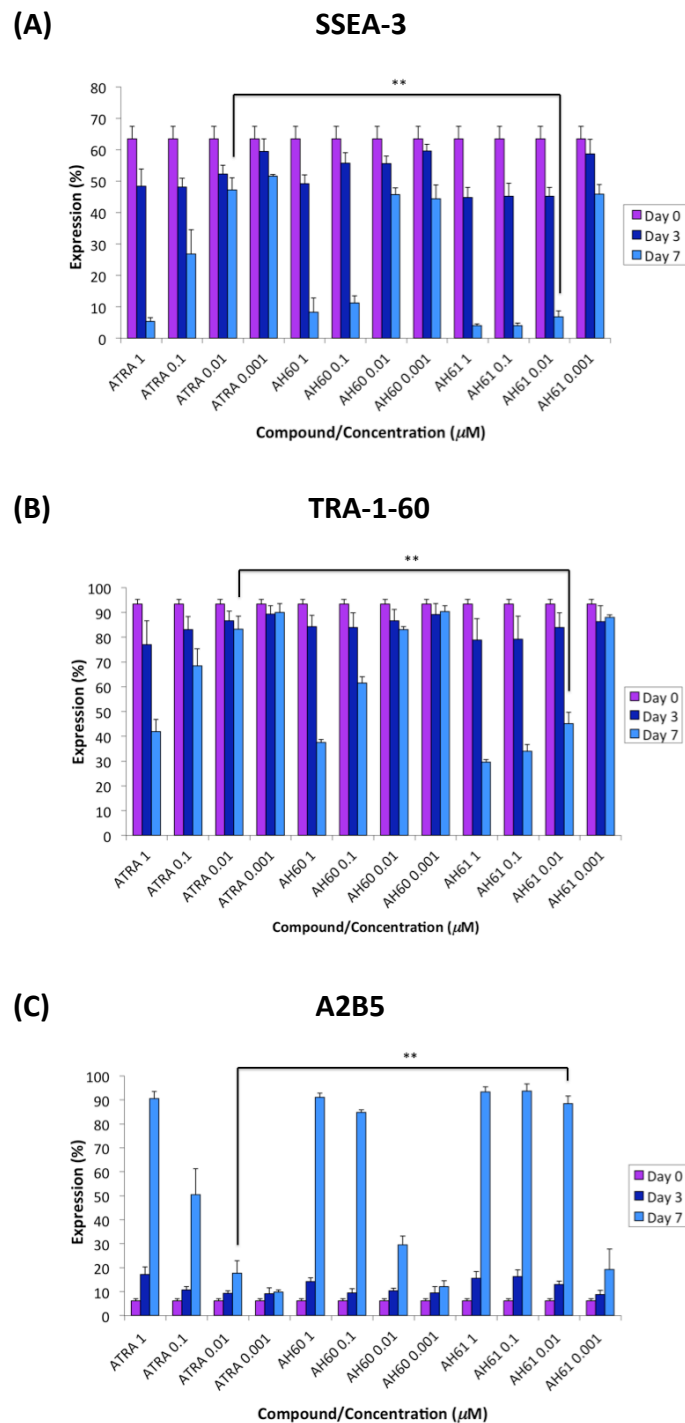 (A) SSEA-3
**
80
70
60
50
40
30
20
10
0
Expression (%)
Day 0
Day 3
Day 7
ATRA 1 ATRA 0.1 ATRA 0.01 ATRA 0.001 AH60 1 AH60 0.1 AH60 0.01 AH60 0.001 AH61 1 AH61 0.1 AH61 0.01 AH61 0.001
Compound/Concentration (μM)
(B) TRA-1-60
**
100
90
80
70
60
50
40
30
20
10
0
Expression (%)
Day 0
Day 3
Day 7
ATRA 1 ATRA 0.1 ATRA 0.01 ATRA 0.001 AH60 1 AH60 0.1 AH60 0.01 AH60 0.001 AH61 1 AH61 0.1 AH61 0.01 AH61 0.001
Compound/Concentration (μM)
(C) A2B5
**
100
90
80
70
60
50
40
30
20
10
0
Expression (%)
Day 0
Day 3
Day 7
ATRA 1 ATRA 0.1 ATRA 0.01 ATRA 0.001 AH60 1 AH60 0.1 AH60 0.01 AH60 0.001 AH61 1 AH61 0.1 AH61 0.01 AH61 0.001
Compound/Concentration (μM)